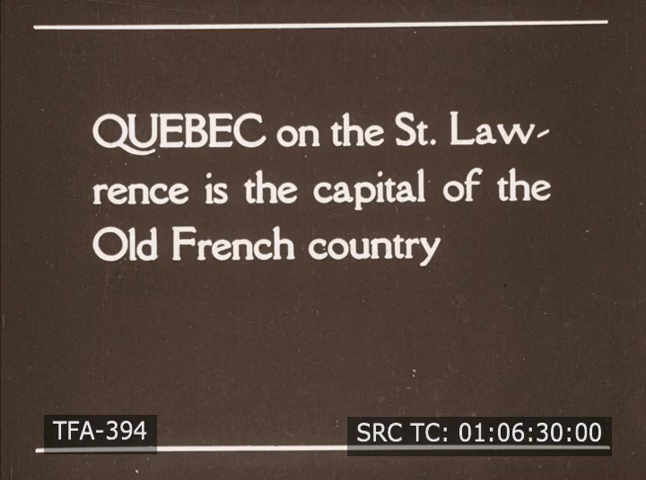 QUEBEC on the St. Law-
rence is the capital of the
Old French country
TFA-394
SRC TC: 01:06:30:00